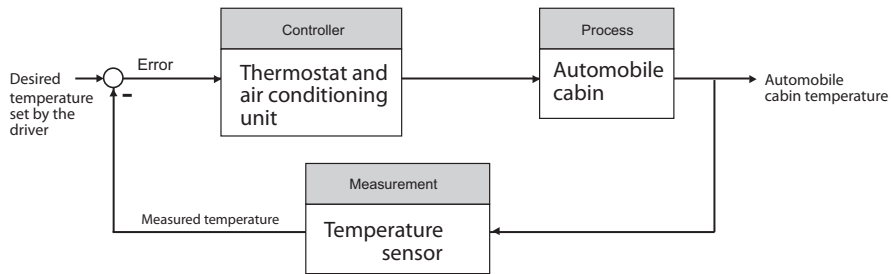 Controller
Process
Error
Desired
temperature
set by the
driver
Thermostat and
air conditioning
unit
Automobile
cabin
Automobile
cabin temperature
Measurement
Measured temperature
Temperature
sensor